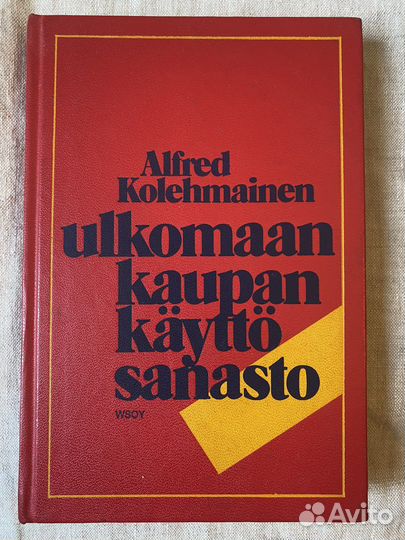 Alfred
Kolehmainen
ulkomaan
kaupan
käyttö
sanasto
WSOY
Avito